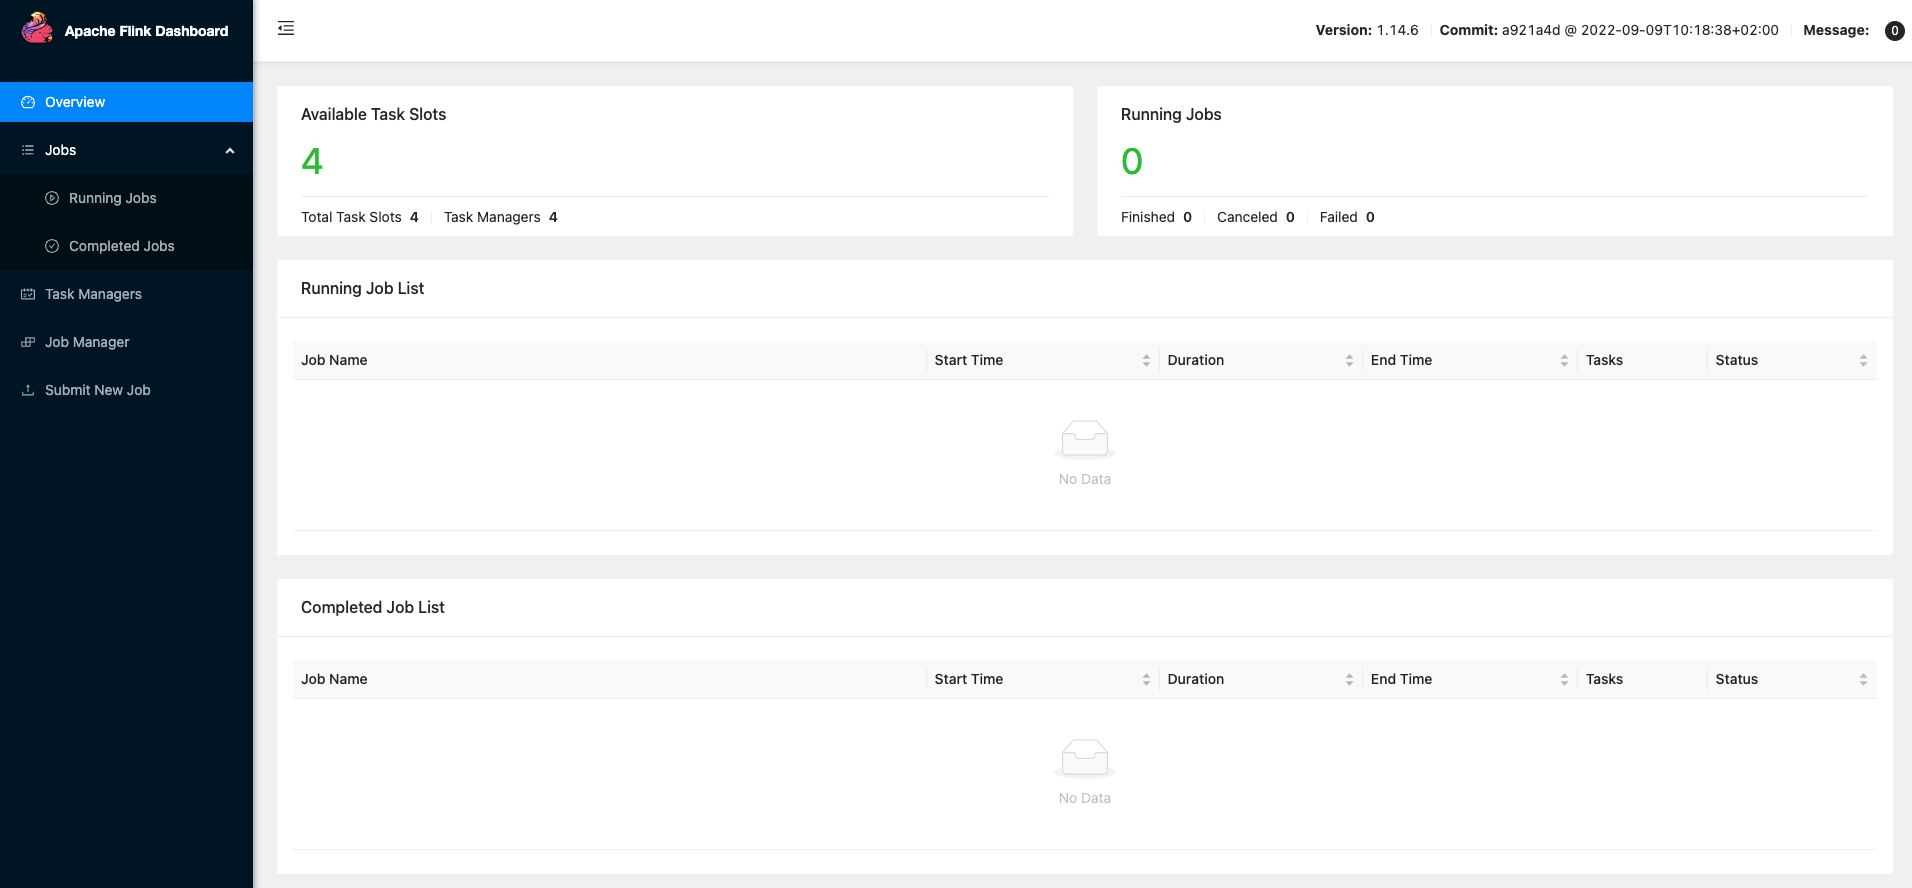 Apache Flink Dashboard
Version: 1.14.6 Commit: a921a4d @ 2022-09-09T10:18:38+02:00 Message: 0
Overview
Jobs
Running Jobs
Completed Jobs
Task Managers
Job Manager
Submit New Job
Available Task Slots
4
Total Task Slots 4 Task Managers 4
Running Jobs
0
Finished 0 Canceled 0 Failed 0
Running Job List
Job Name Start Time Duration End Time Tasks Status
No Data
Completed Job List
Job Name Start Time Duration End Time Tasks Status
No Data